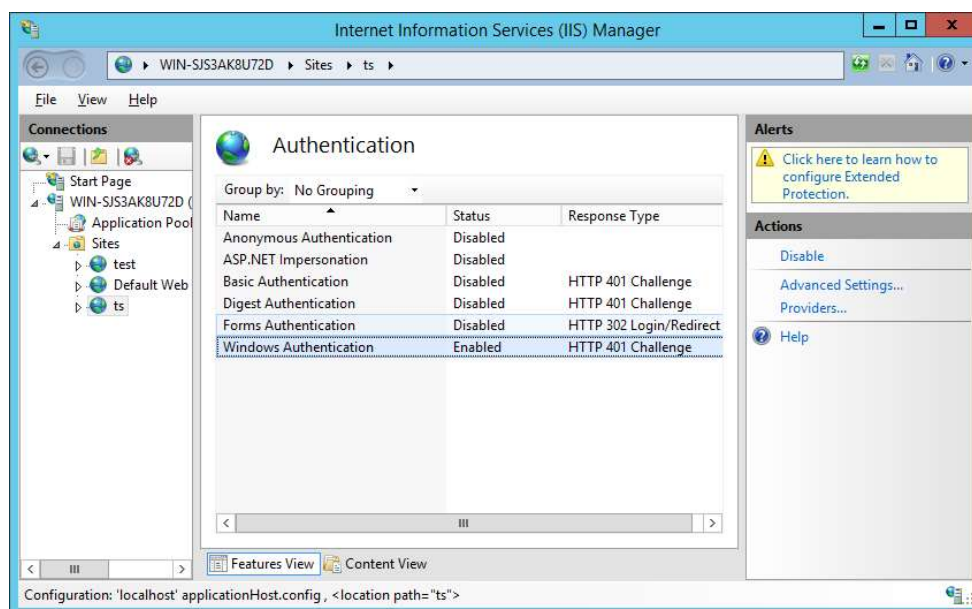 Internet Information Services (IIS) Manager
WIN-SJS3AK8U72D Sites ts
File View Help
Connections
Start Page
WIN-SJS3AK8U72D (
Application Pool
Sites
test
Default Web
ts
Authentication
Group by: No Grouping
Name Status Response Type
Anonymous Authentication Disabled
ASP.NET Impersonation Disabled
Basic Authentication Disabled HTTP 401 Challenge
Digest Authentication Disabled HTTP 401 Challenge
Forms Authentication Disabled HTTP 302 Login/Redirect
Windows Authentication Enabled HTTP 401 Challenge
Features View Content View
Alerts
Click here to learn how to
configure Extended
Protection.
Actions
Disable
Advanced Settings...
Providers...
Help
Configuration: 'localhost' applicationHost.config , <location path="ts">